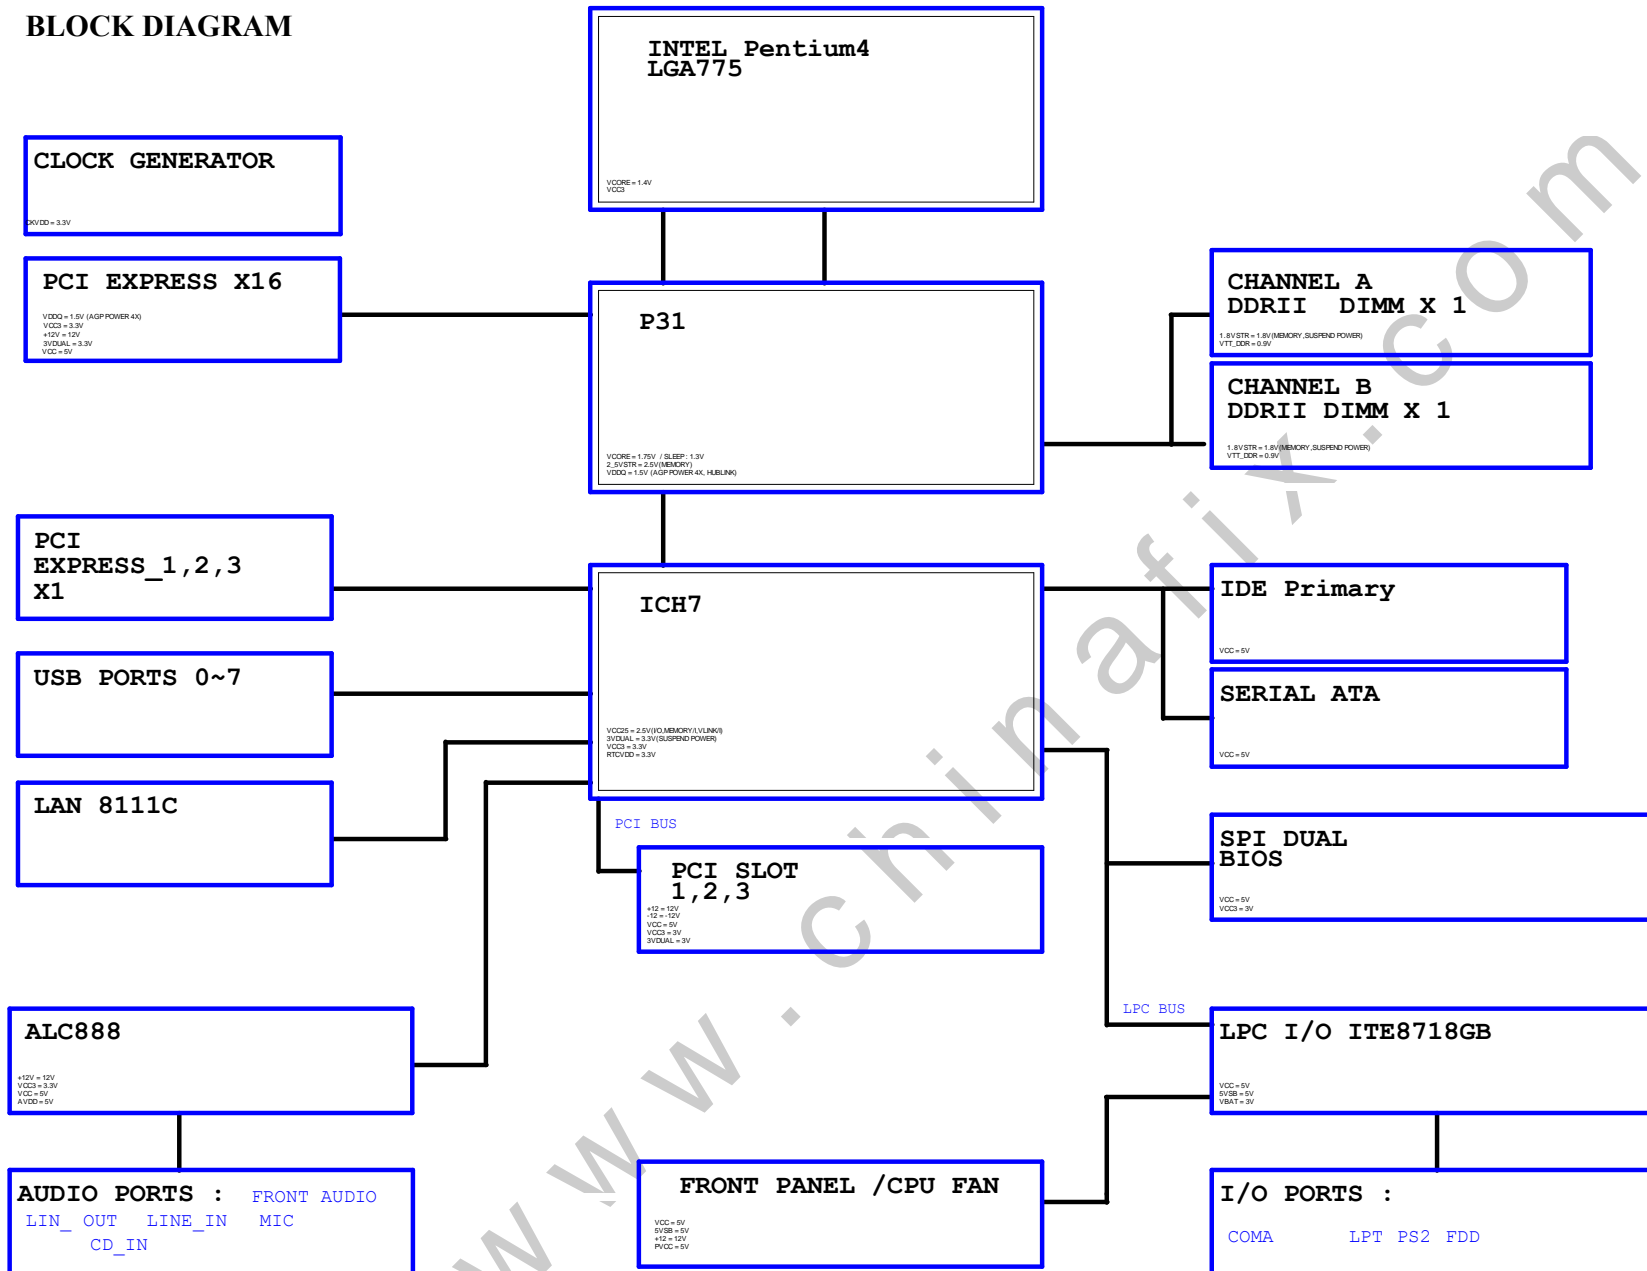 BLOCK DIAGRAM
INTEL Pentium4
LGA775
VCORE = 1.4V
VCC3
CLOCK GENERATOR
CKVDD = 3.3V
PCI EXPRESS X16
VDDQ = 1.5V (AGP POWER 4X)
VCC3 = 3.3V
+12V = 12V
3VDUAL = 3.3V
VCC = 5V
P31
VCORE = 1.75V / SLEEP : 1.3V
2_5VSTR = 2.5V(MEMORY)
VDDQ = 1.5V (AGP POWER 4X, HUBLINK)
CHANNEL A
DDRII DIMM X 1
1.8VSTR = 1.8V(MEMORY,SUSPEND POWER)
VTT_DDR = 0.9V
CHANNEL B
DDRII DIMM X 1
1.8VSTR = 1.8V(MEMORY,SUSPEND POWER)
VTT_DDR = 0.9V
PCI
EXPRESS_1,2,3
X1
USB PORTS 0~7
LAN 8111C
ICH7
VCC25 = 2.5V(I/O,MEMORY/I,VLINK/I)
3VDUAL = 3.3V(SUSPEND POWER)
VCC3 = 3.3V
RTCVDD = 3.3V
IDE Primary
VCC = 5V
SERIAL ATA
VCC = 5V
PCI BUS
PCI SLOT
1,2,3
+12 = 12V
-12 = -12V
VCC = 5V
VCC3 = 3V
3VDUAL = 3V
SPI DUAL
BIOS
VCC = 5V
VCC3 = 3V
LPC BUS
LPC I/O ITE8718GB
VCC = 5V
5VSB = 5V
VBAT = 3V
ALC888
+12V = 12V
VCC3 = 3.3V
VCC = 5V
AVDD = 5V
AUDIO PORTS : FRONT AUDIO
LIN_ OUT LINE_IN MIC
CD_IN
FRONT PANEL /CPU FAN
VCC = 5V
5VSB = 5V
+12 = 12V
PVCC = 5V
I/O PORTS :
COMA LPT PS2 FDD
www.chinafix.com